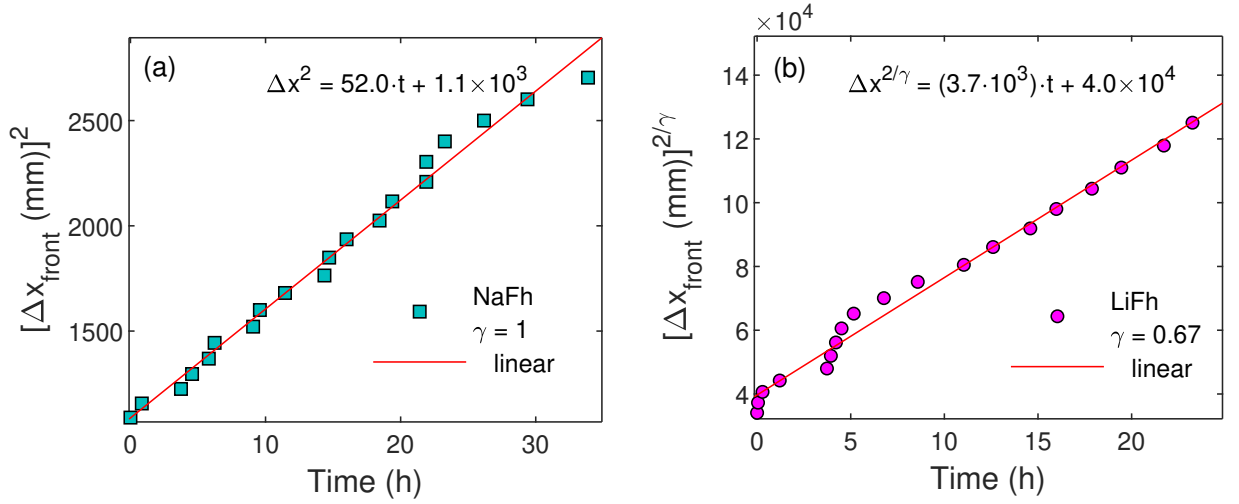 (a)
Δx² = 52.0·t + 1.1×10³
[Δx_front (mm)]²
2500
2000
1500
NaFh
γ = 1
linear
0 10 20 30
Time (h)
×10⁴
(b)
Δx^{2/γ} = (3.7·10³)·t + 4.0×10⁴
[Δx_front (mm)]^{2/γ}
14
12
10
8
6
4
LiFh
γ = 0.67
linear
0 5 10 15 20
Time (h)